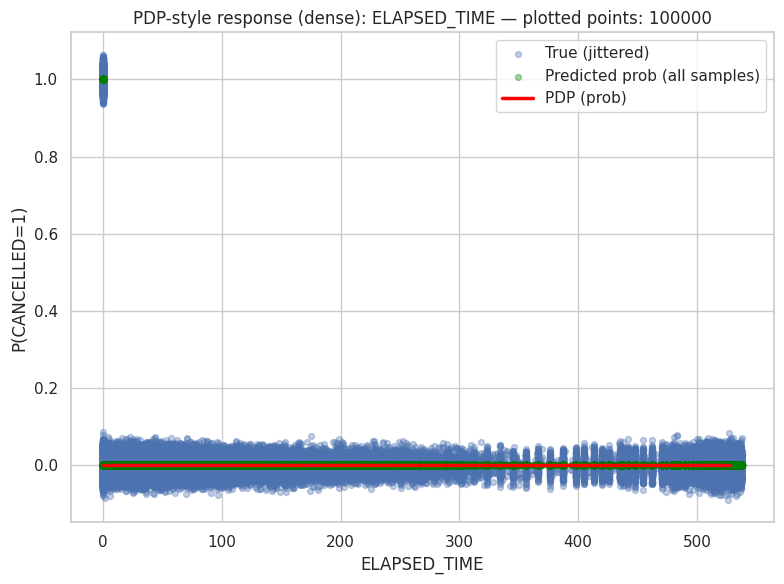 PDP-style response (dense): ELAPSED_TIME — plotted points: 100000
True (jittered)
Predicted prob (all samples)
PDP (prob)
P(CANCELLED=1)
1.0
0.8
0.6
0.4
0.2
0.0
0 100 200 300 400 500
ELAPSED_TIME